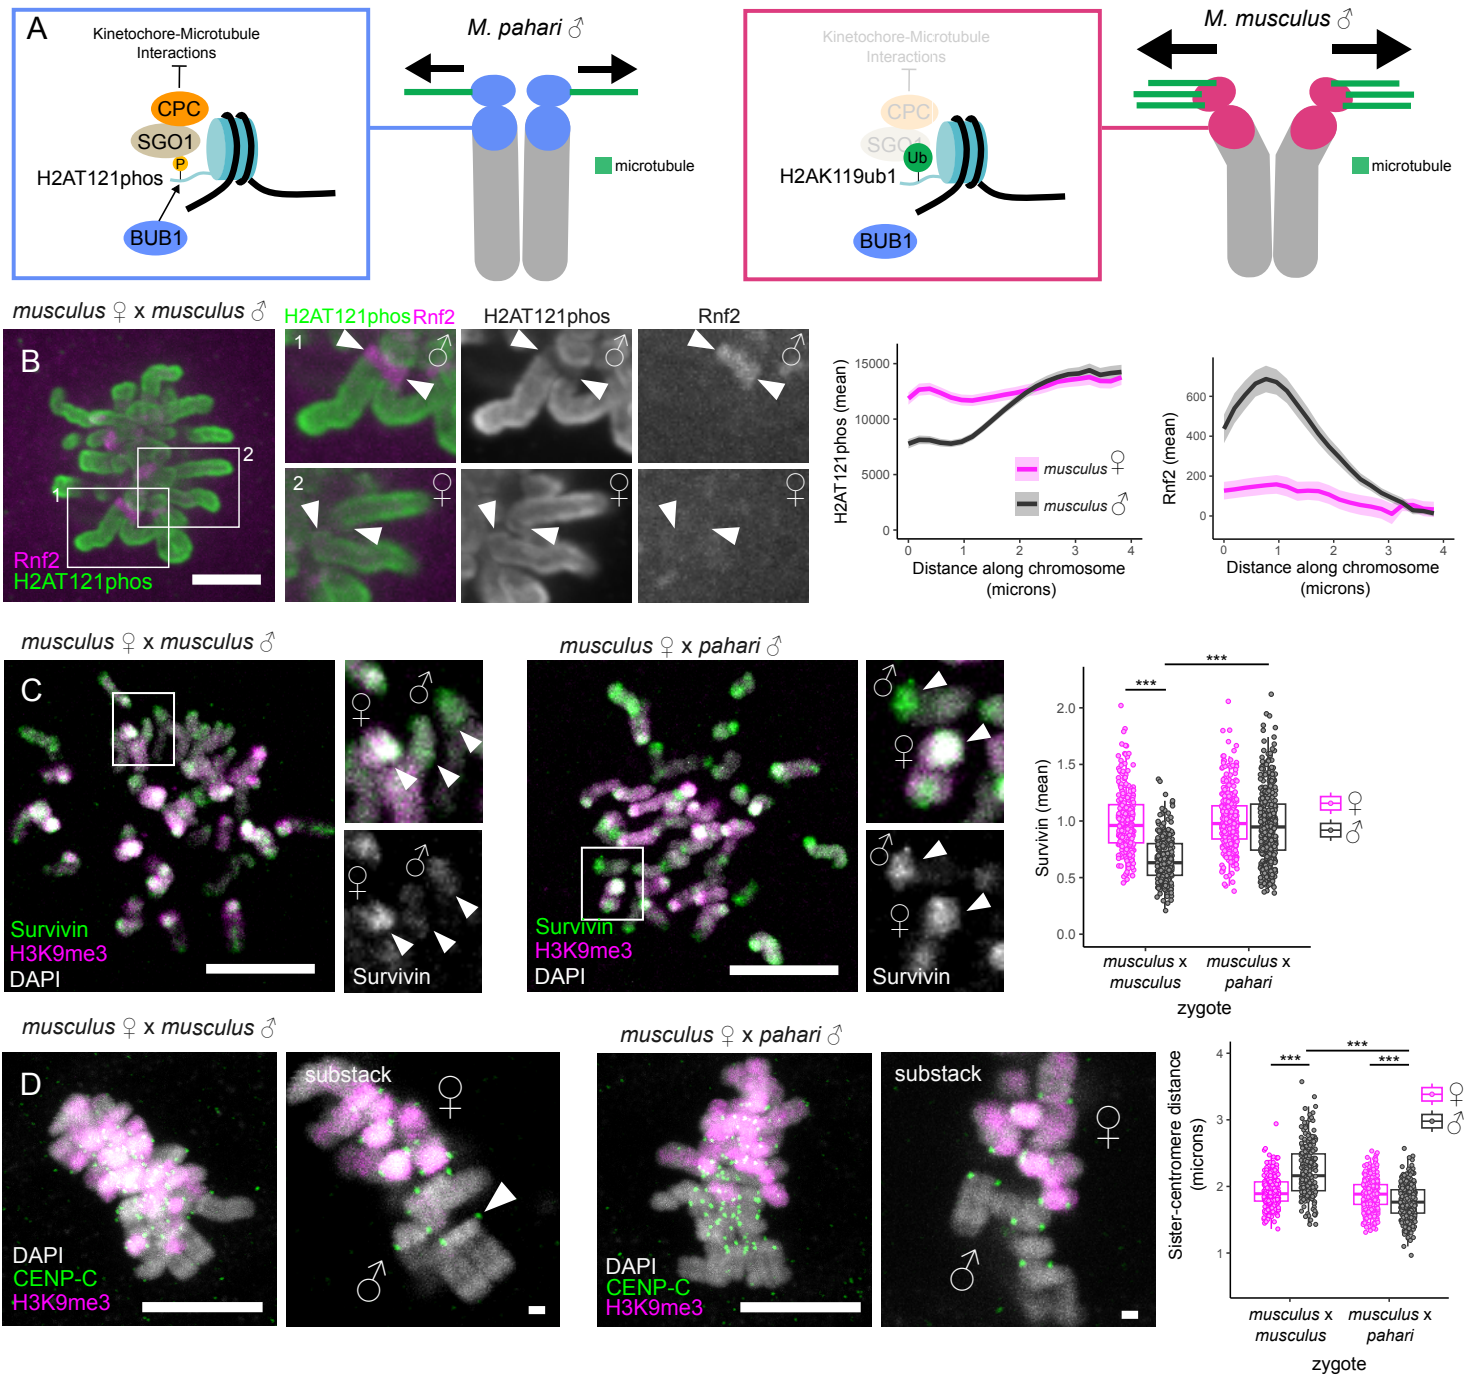 A
Kinetochore-Microtubule
Interactions
CPC
SGO1
P
H2AT121phos
BUB1
M. pahari ♂
microtubule
Kinetochore-Microtubule
Interactions
CPC
SGO1
Ub
H2AK119ub1
BUB1
M. musculus ♂
microtubule
musculus ♀ x musculus ♂
B
1
2
Rnf2
H2AT121phos
H2AT121phos Rnf2
H2AT121phos
Rnf2
1
♂
♂
♂
2
♀
♀
♀
H2AT121phos (mean)
15000
10000
5000
0
0 1 2 3 4
Distance along chromosome
(microns)
musculus ♀
musculus ♂
Rnf2 (mean)
600
400
200
0
0 1 2 3 4
Distance along chromosome
(microns)
musculus ♀ x musculus ♂
C
Survivin
H3K9me3
DAPI
♀
♂
♀
♂
Survivin
musculus ♀ x pahari ♂
Survivin
H3K9me3
DAPI
♂
♀
♂
♀
Survivin
Survivin (mean)
2.0
1.5
1.0
0.5
0.0
***
***
musculus x
musculus
musculus x
pahari
zygote
♀
♂
musculus ♀ x musculus ♂
D
DAPI
CENP-C
H3K9me3
substack
♀
♂
musculus ♀ x pahari ♂
DAPI
CENP-C
H3K9me3
substack
♀
♂
Sister-centromere distance
(microns)
4
3
2
1
***
***
***
musculus x
musculus
musculus x
pahari
zygote
♀
♂